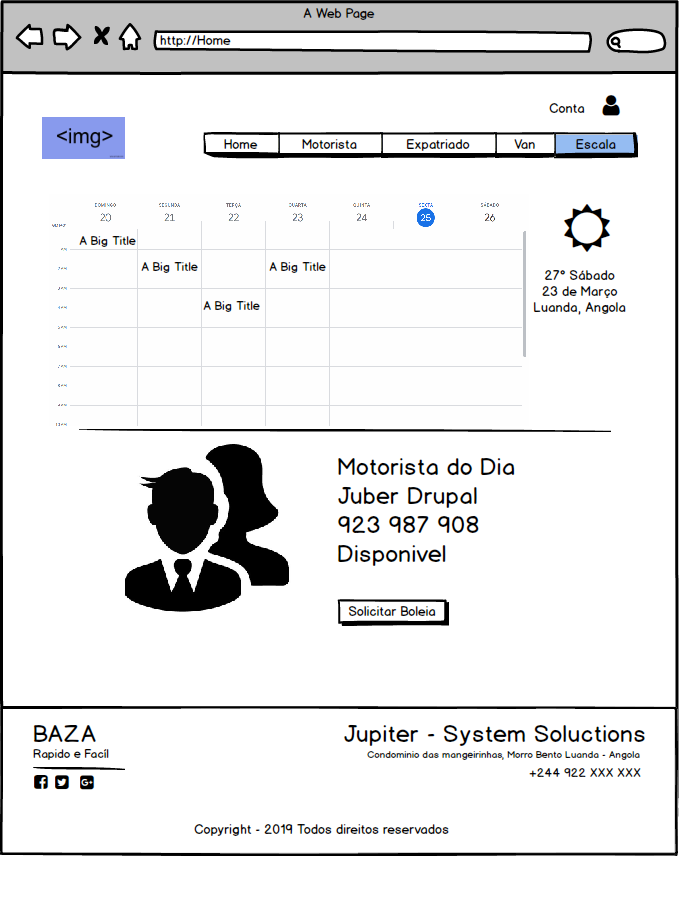 A Web Page
http://Home
Conta
<img>
Home Motorista Expatriado Van Escala
DOMINGO SEGUNDA TERÇA QUARTA QUINTA SEXTA SÁBADO
20 21 22 23 24 25 26
A Big Title
A Big Title A Big Title
A Big Title
27° Sábado
23 de Março
Luanda, Angola
Motorista do Dia
Juber Drupal
923 987 908
Disponivel
Solicitar Boleia
BAZA
Rapido e Facíl
Jupiter - System Soluctions
Condominio das mangeirinhas, Morro Bento Luanda - Angola
+244 922 XXX XXX
Copyright - 2019 Todos direitos reservados